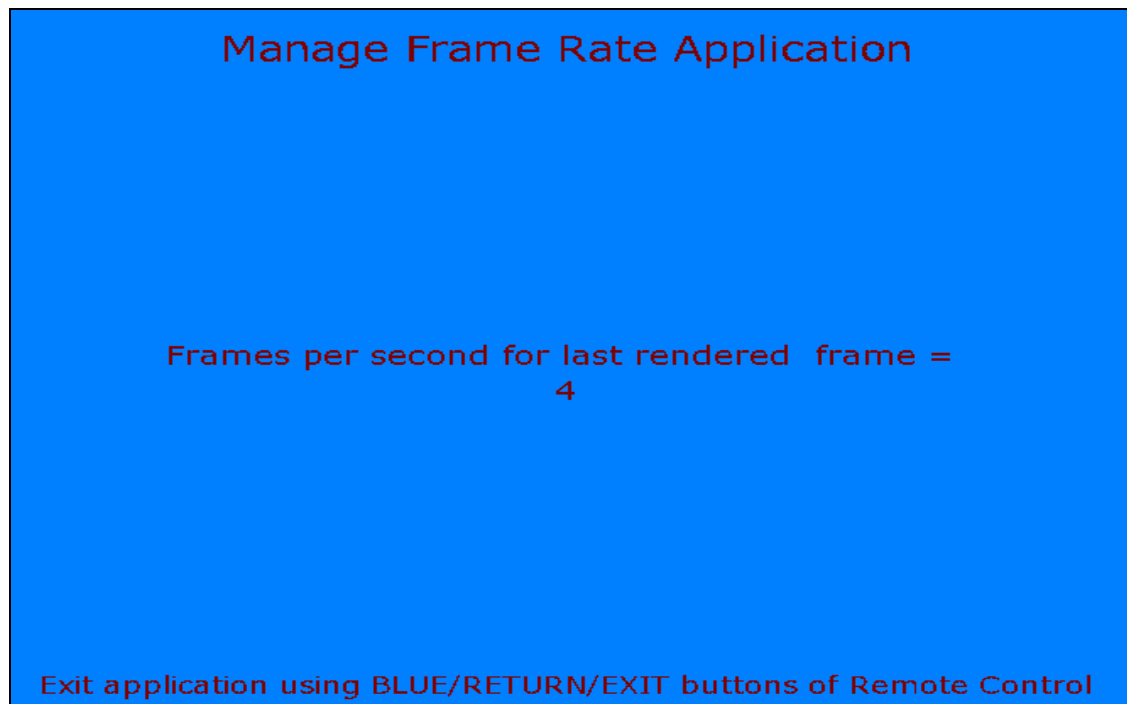 Manage Frame Rate Application
Frames per second for last rendered  frame =
4
Exit application using BLUE/RETURN/EXIT buttons of Remote Control